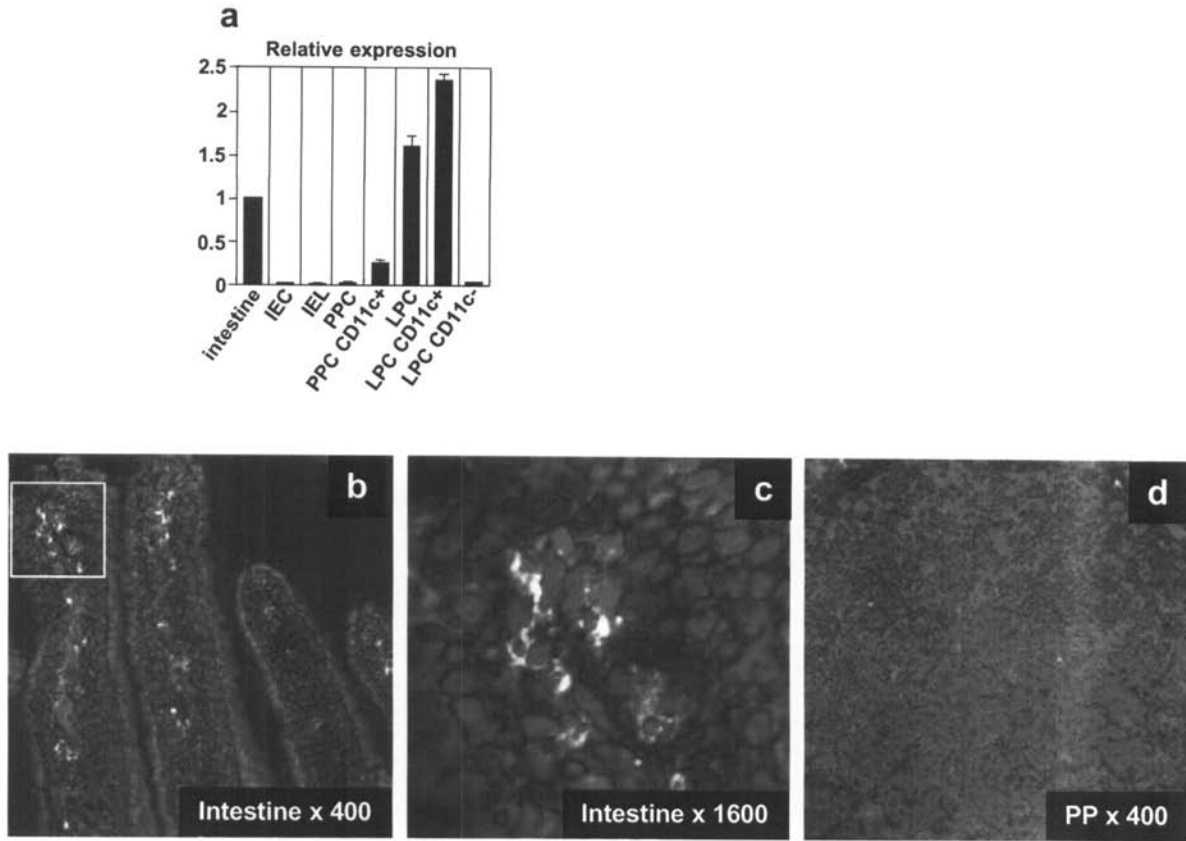 a
Relative expression
2.5
2
1.5
1
0.5
0
intestine
IEC
IEL
PPC
PPC CD11c+
LPC
LPC CD11c+
LPC CD11c-
b
Intestine x 400
c
Intestine x 1600
d
PP x 400